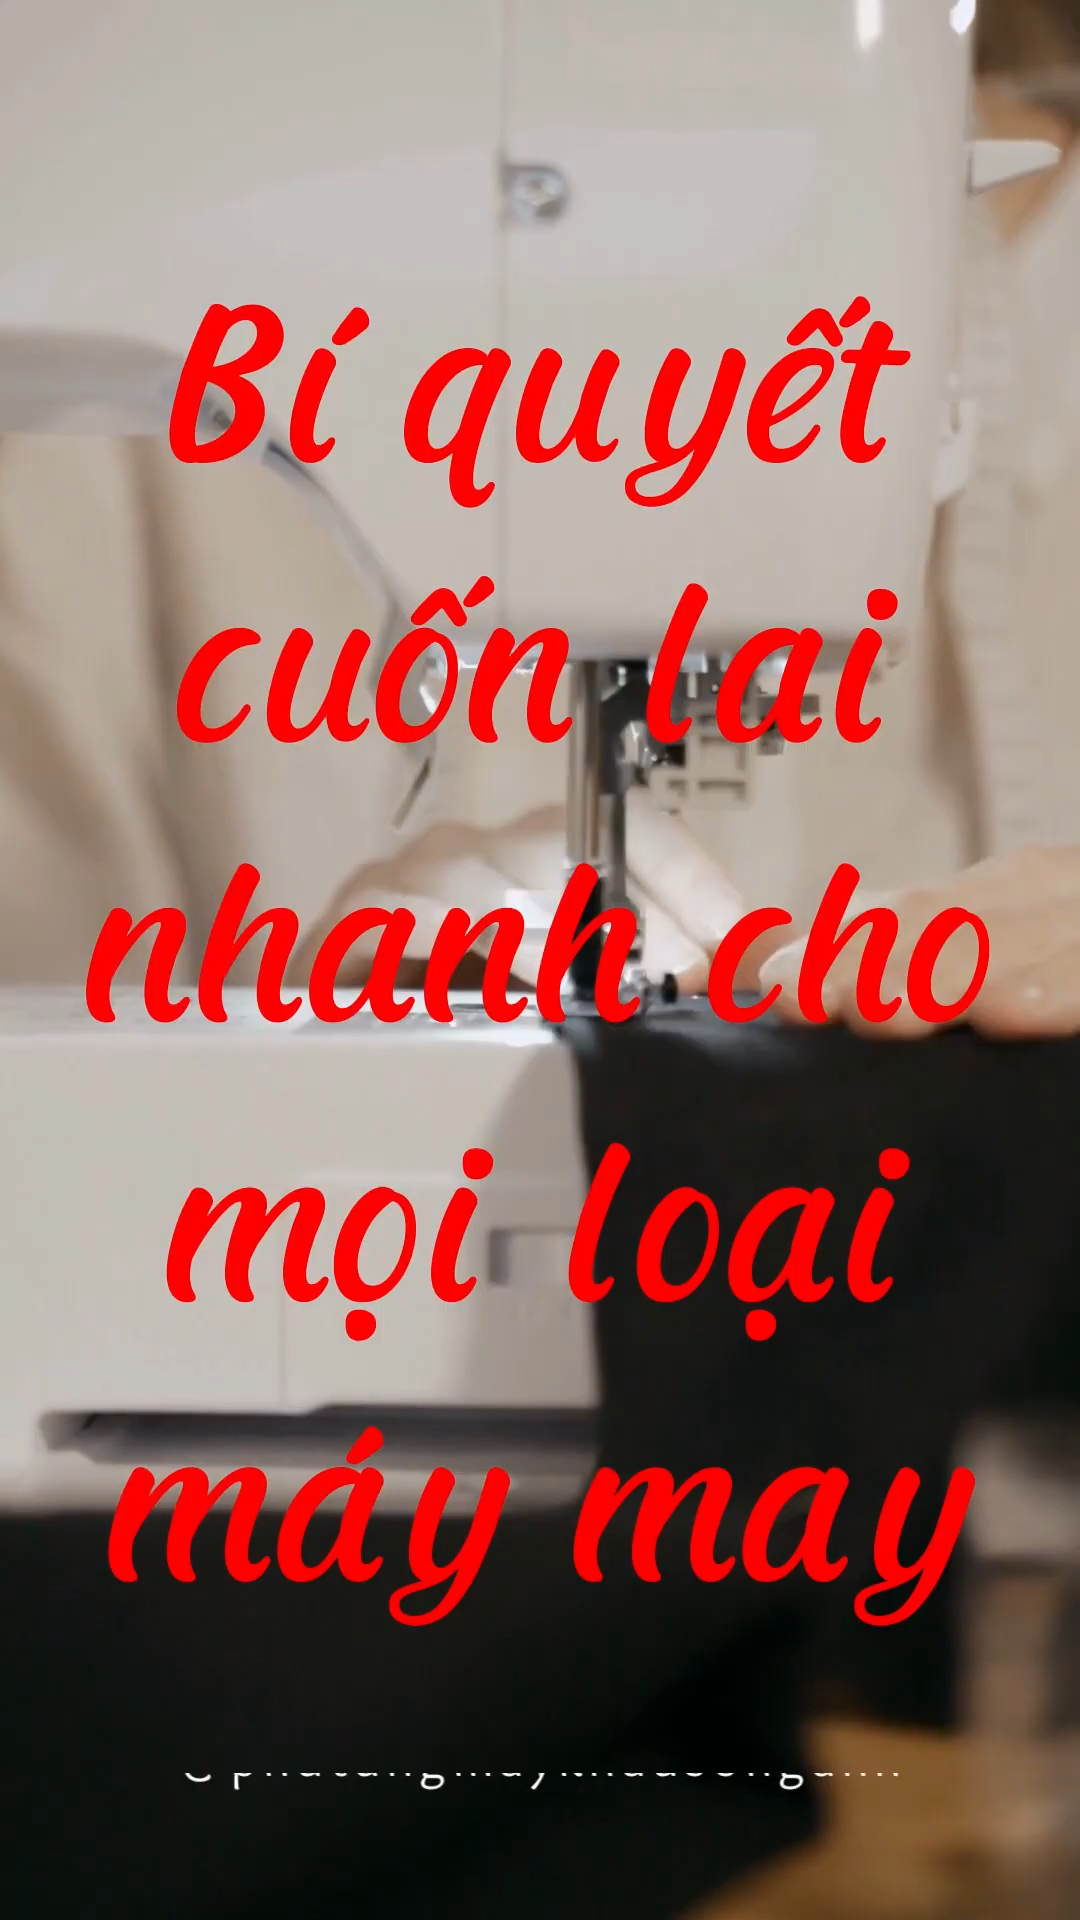 Bí quyết
cuốn lai
nhanh cho
mọi loại
máy may